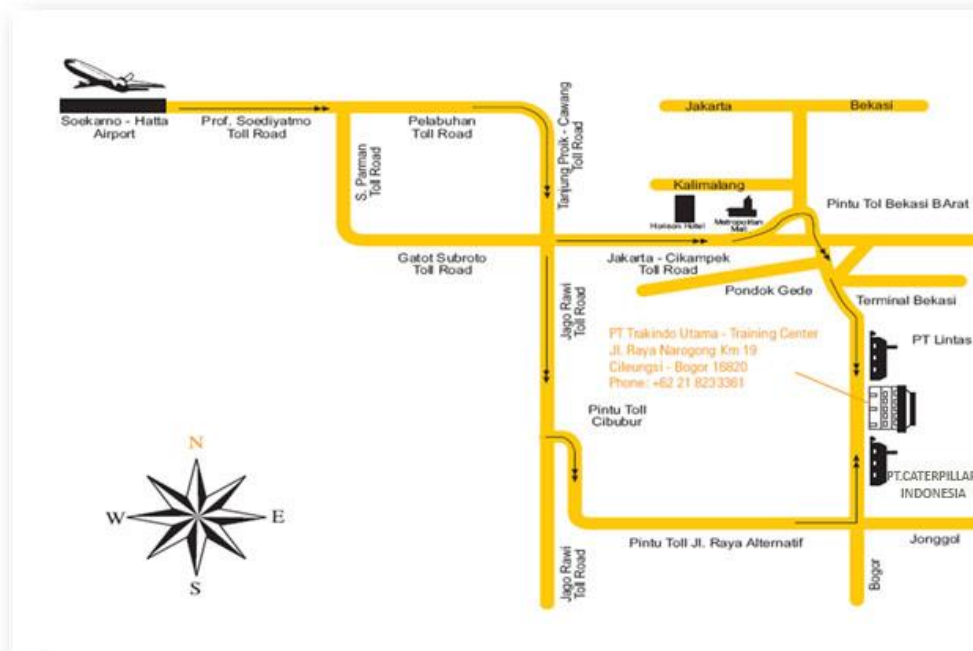 Soekarno - Hatta
Airport
Prof. Soediyatmo
Toll Road
Pelabuhan
Toll Road
S. Parman
Toll Road
Tanjung Proik - Cawang
Toll Road
Jakarta
Bekasi
Kalimalang
Horison Hotel
Metropolitan
Mall
Pintu Tol Bekasi BArat
Gatot Subroto
Toll Road
Jakarta - Cikampek
Toll Road
Pondok Gede
Terminal Bekasi
Jago Rawi
Toll Road
PT Trakindo Utama - Training Center
Jl. Raya Narogong Km 19
Cileungsi - Bogor 16820
Phone: +62 21 8233361
PT Lintas
Pintu Toll
Cibubur
N
W
E
S
PT.CATERPILLAR
INDONESIA
Pintu Toll Jl. Raya Alternatif
Jonggol
Jago Rawi
Toll Road
Bogor